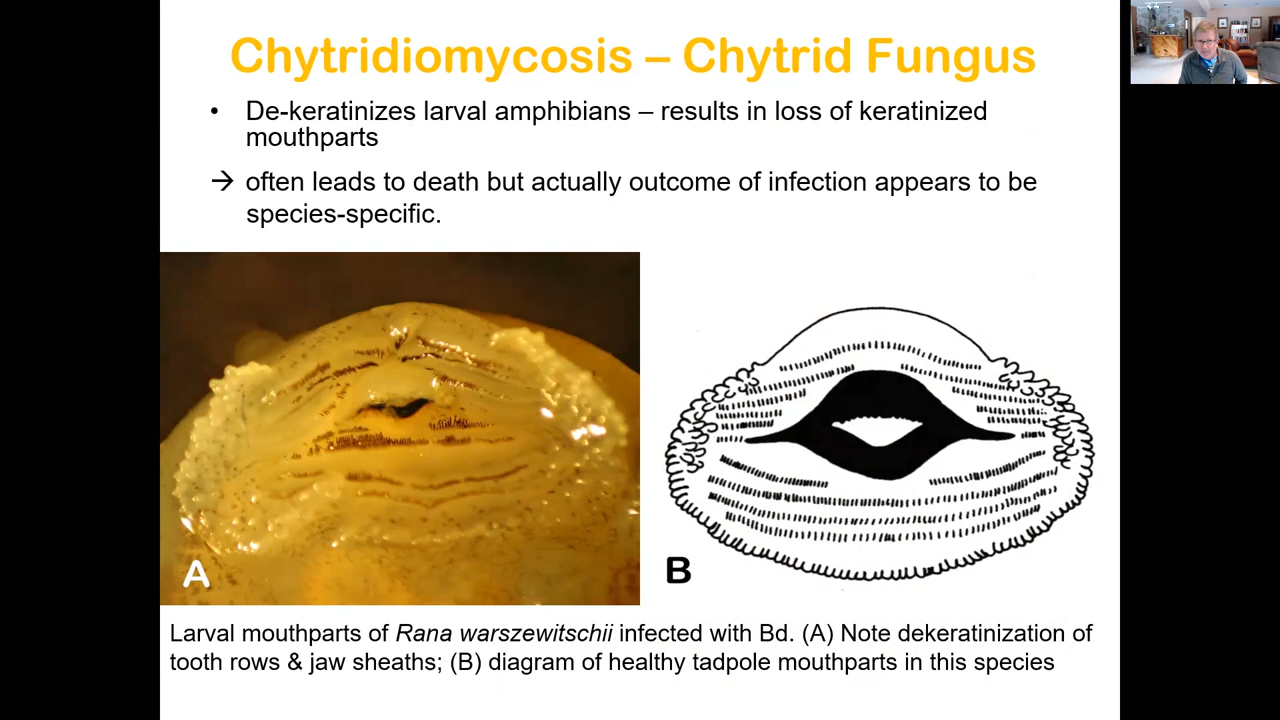 Chytridiomycosis – Chytrid Fungus
• De-keratinizes larval amphibians – results in loss of keratinized
mouthparts
→ often leads to death but actually outcome of infection appears to be
species-specific.
A
B
Larval mouthparts of Rana warszewitschii infected with Bd. (A) Note dekeratinization of
tooth rows & jaw sheaths; (B) diagram of healthy tadpole mouthparts in this species